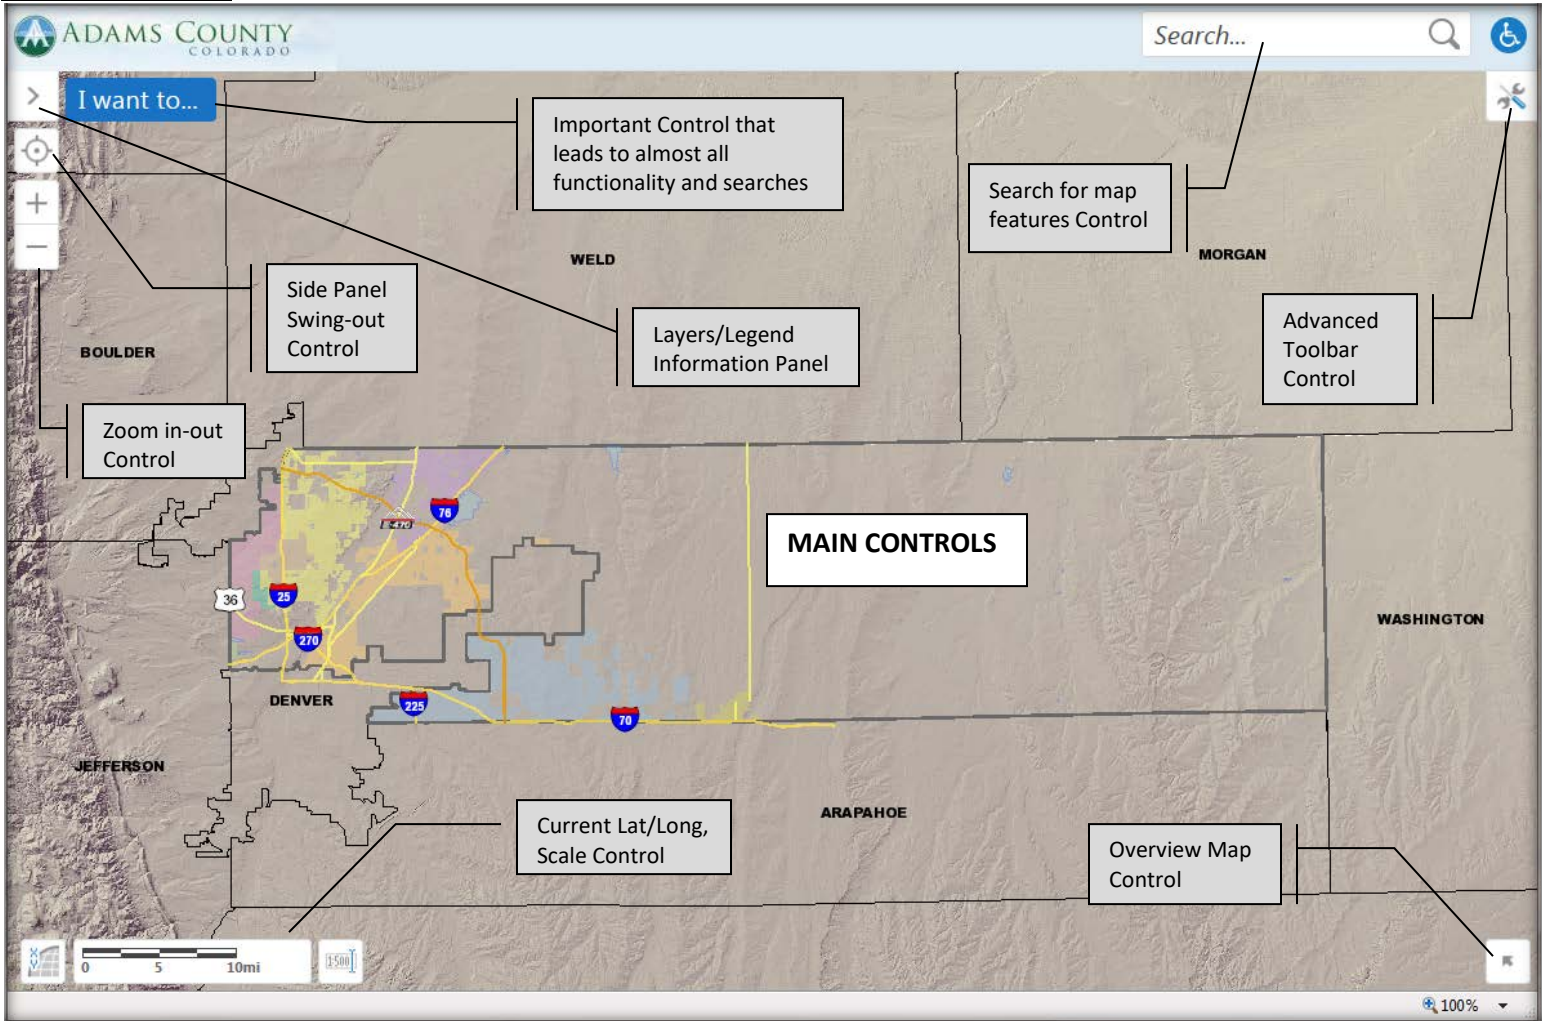 ADAMS COUNTY
COLORADO
Search...
I want to...
Important Control that
leads to almost all
functionality and searches
Search for map
features Control
WELD
MORGAN
Side Panel
Swing-out
Control
Layers/Legend
Information Panel
Advanced
Toolbar
Control
BOULDER
Zoom in-out
Control
76
E-470
MAIN CONTROLS
36
25
270
WASHINGTON
DENVER
225
70
JEFFERSON
ARAPAHOE
Current Lat/Long,
Scale Control
Overview Map
Control
X
Y
0 5 10mi
1:500
100%